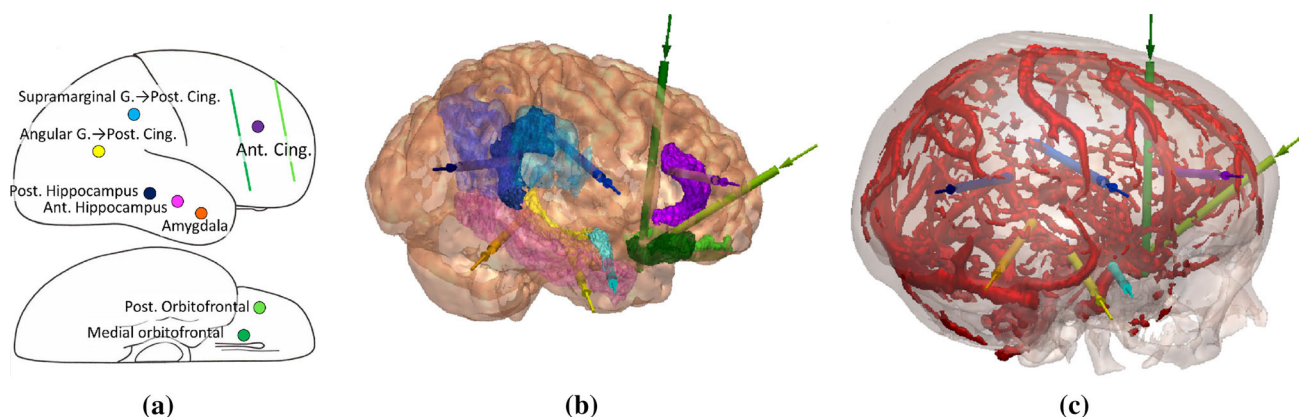 Supramarginal G.→Post. Cing.
Angular G.→Post. Cing.
Ant. Cing.
Post. Hippocampus
Ant. Hippocampus
Amygdala
Post. Orbitofrontal
Medial orbitofrontal
(a)
(b)
(c)